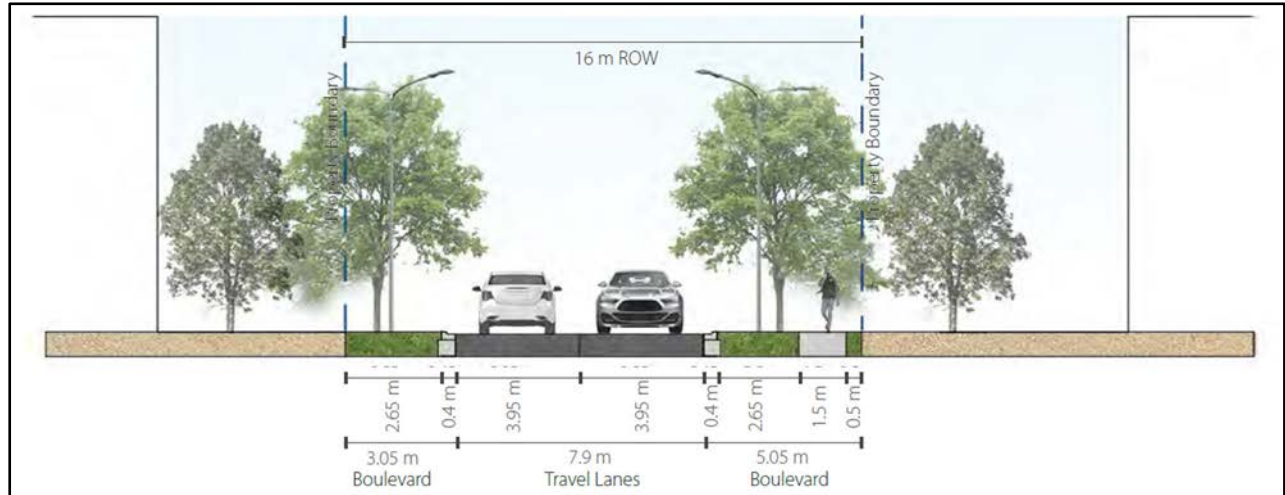 16 m ROW
Property Boundary
Property Boundary
2.65 m
0.4 m
3.95 m
3.95 m
0.4 m
2.65 m
1.5 m
0.5 m
3.05 m
7.9 m
5.05 m
Boulevard
Travel Lanes
Boulevard